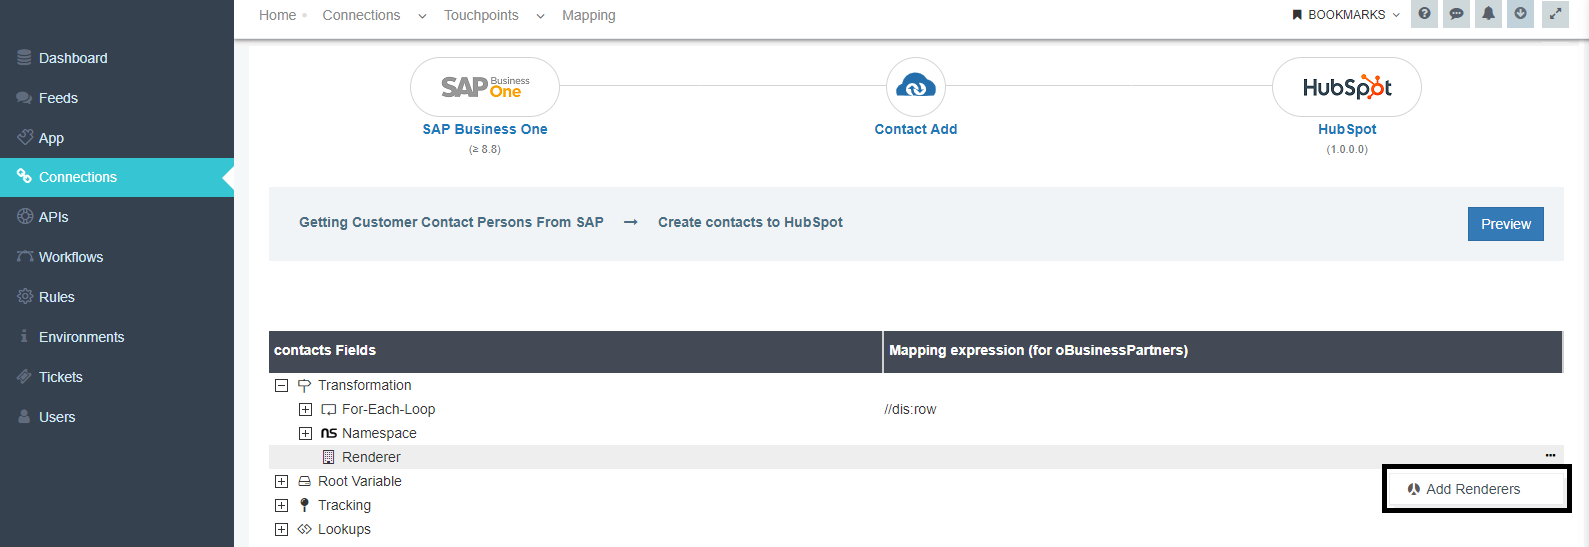 Home Connections Touchpoints Mapping BOOKMARKS
Dashboard
Feeds
App
Connections
APIs
Workflows
Rules
Environments
Tickets
Users
SAP Business One
HubSpot
SAP Business One Contact Add HubSpot
(≥ 8.8) (1.0.0.0)
Getting Customer Contact Persons From SAP → Create contacts to HubSpot Preview
contacts Fields Mapping expression (for oBusinessPartners)
Transformation
For-Each-Loop //dis:row
ns Namespace
Renderer ...
Root Variable
Add Renderers
Tracking
Lookups